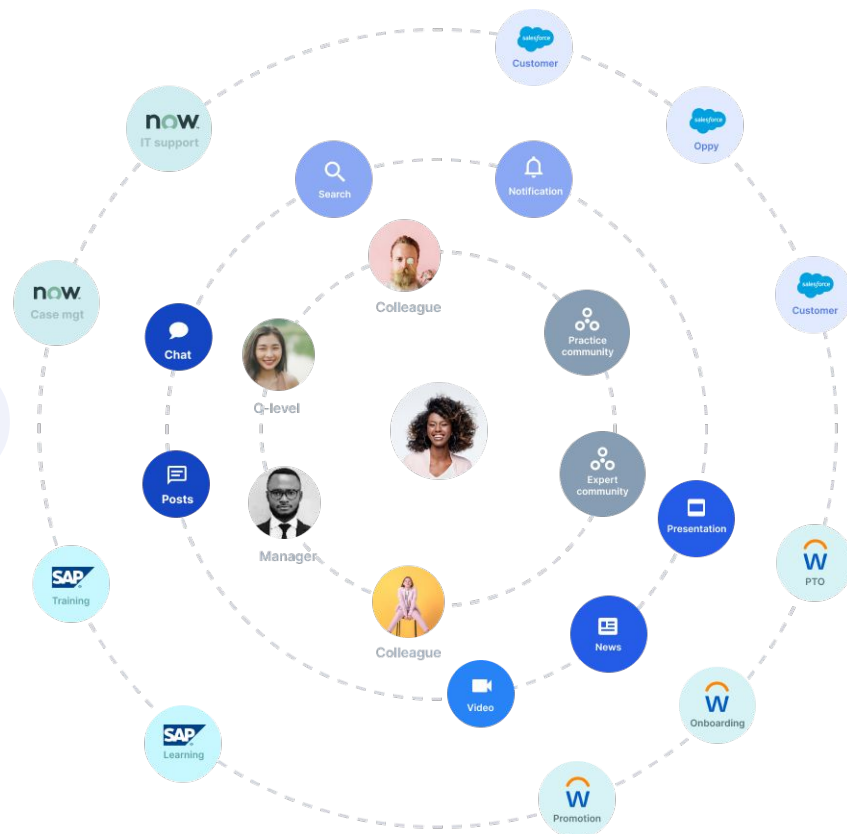 salesforce
Customer
now.
IT support
salesforce
Oppy
Search
Notification
now.
Case mgt
salesforce
Customer
Colleague
Chat
Practice
community
C-level
Posts
Expert
community
Presentation
Manager
SAP
Training
W
PTO
Colleague
News
Video
W
Onboarding
SAP
Learning
W
Promotion